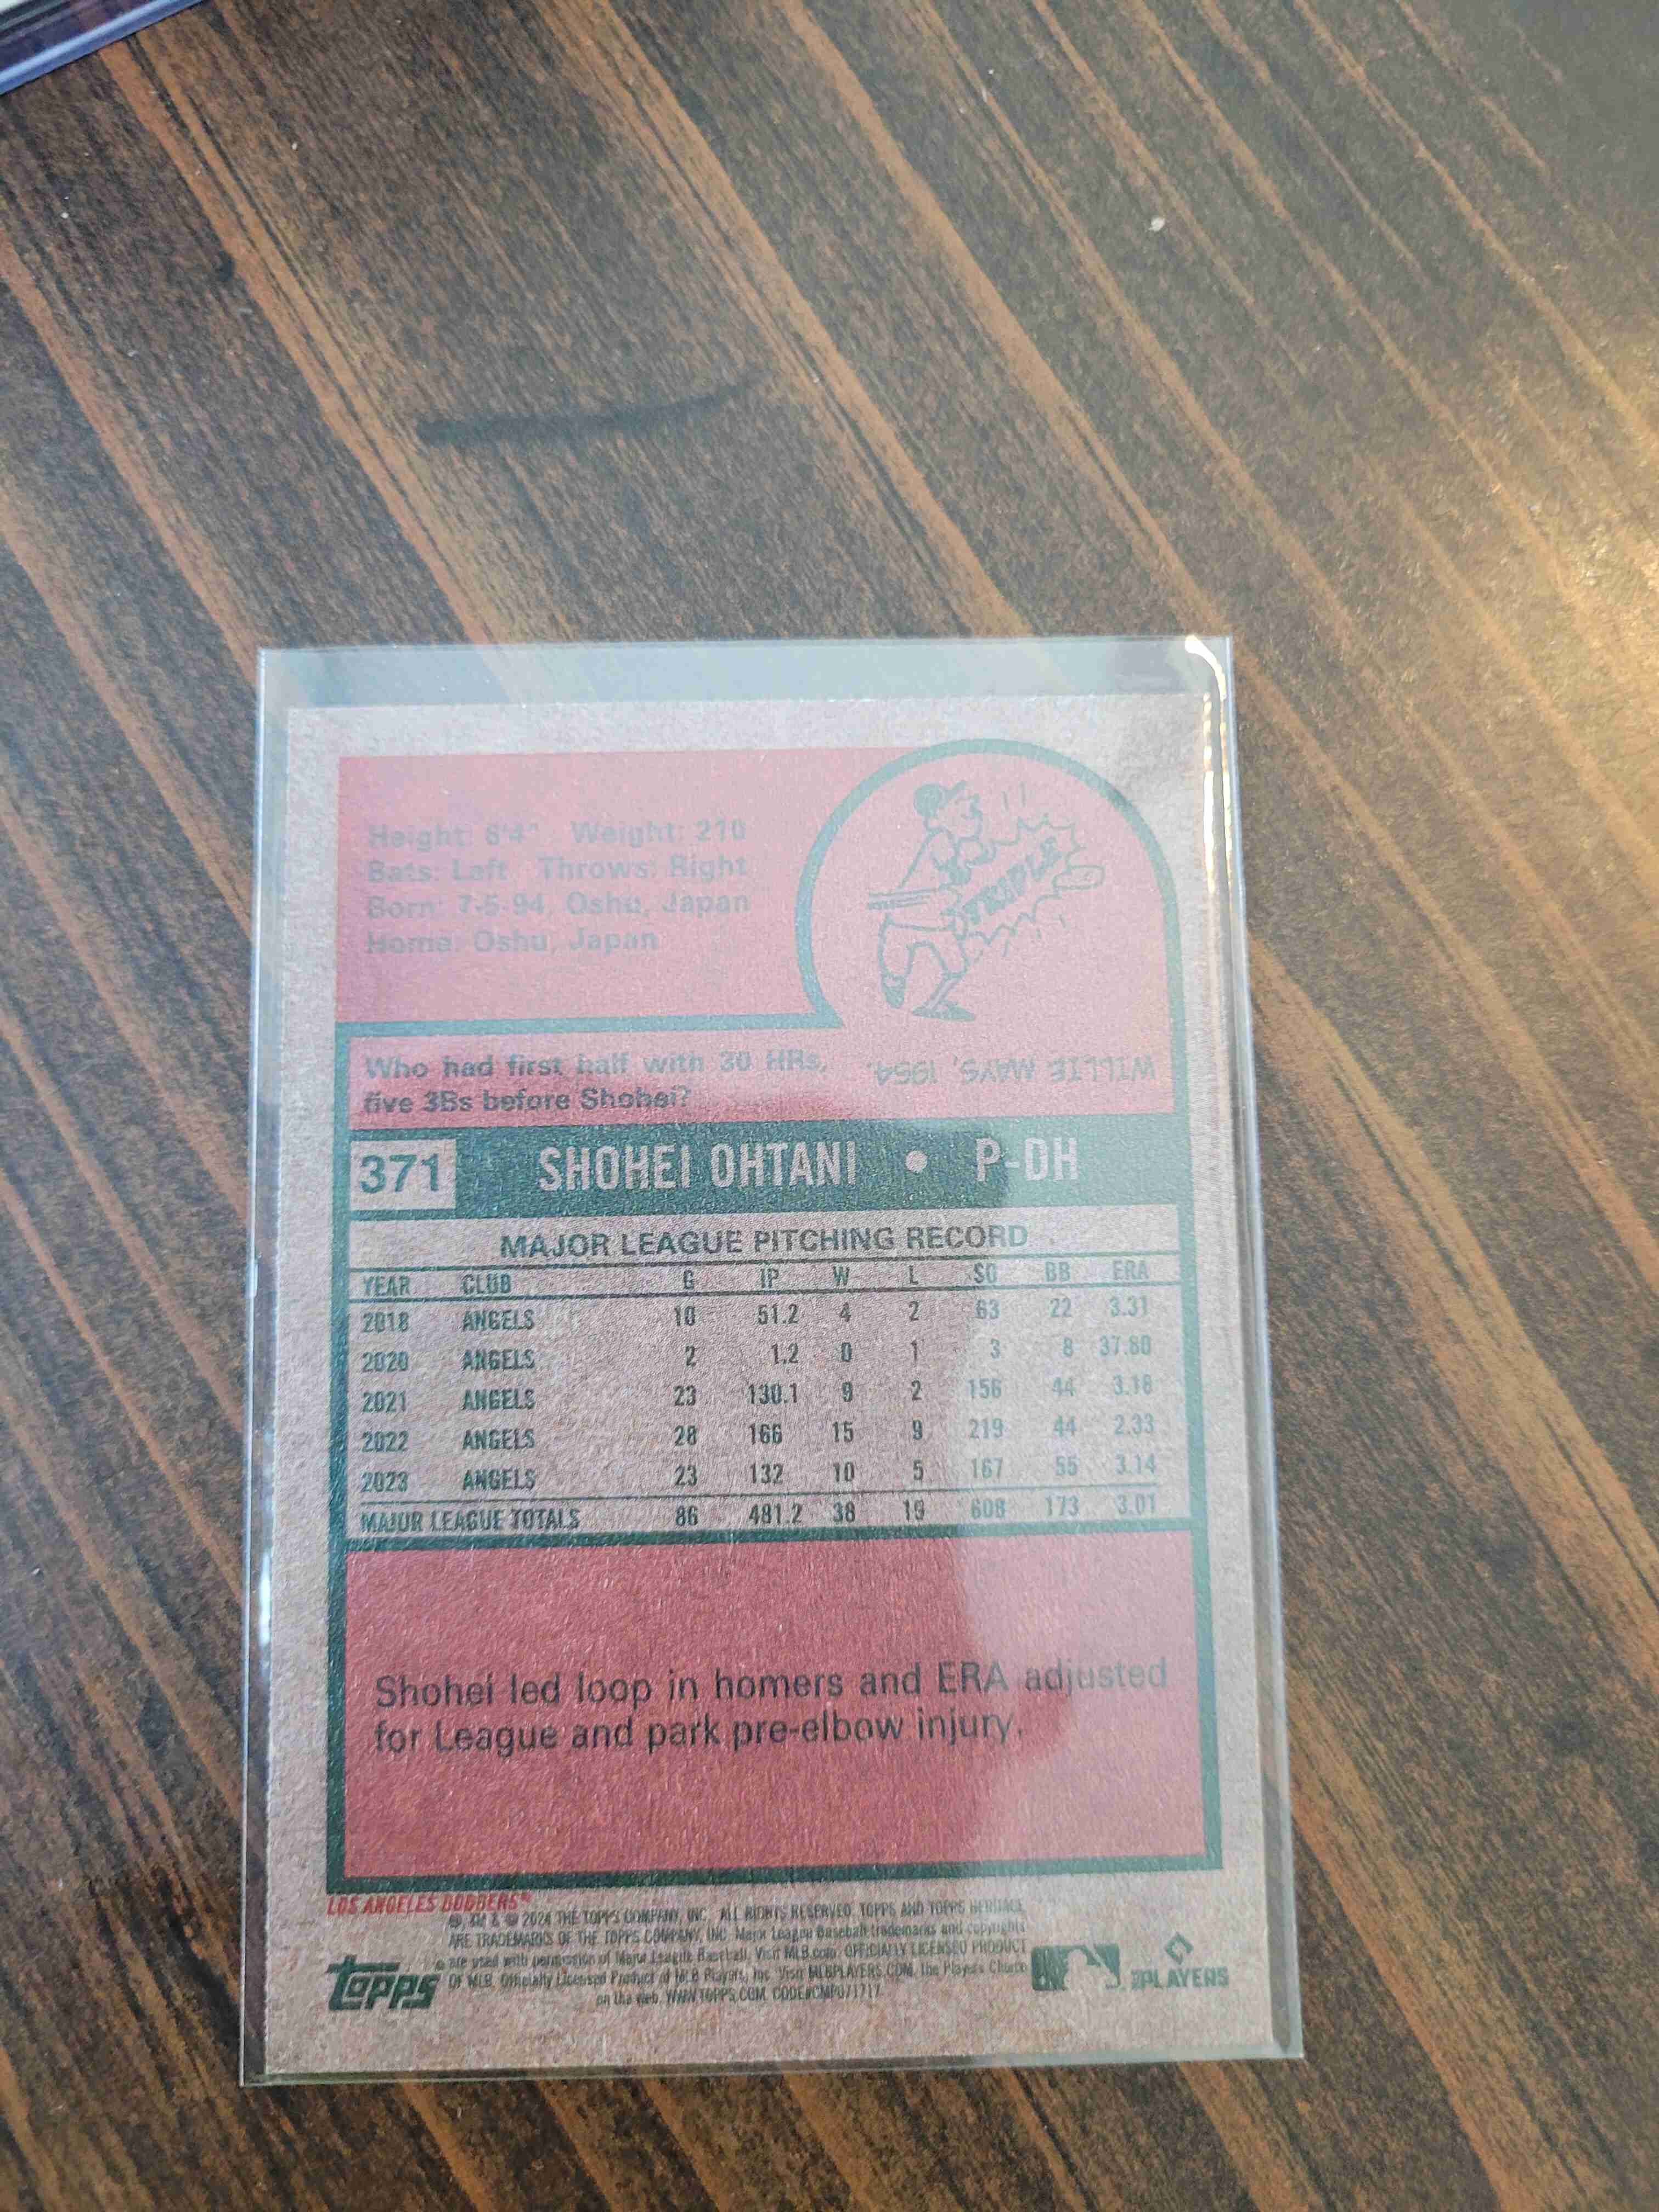 Height: 6'4" Weight: 210
Bats: Left Throws: Right
Born: 7-5-94, Oshu, Japan
Home: Oshu, Japan
TRIPLE
Who had first half with 30 HRs,
five 3Bs before Shohei?
WILLIE MAYS, 1954.
371 SHOHEI OHTANI • P-DH
MAJOR LEAGUE PITCHING RECORD
YEAR CLUB G IP W L SO BB ERA
2018 ANGELS 10 51.2 4 2 63 22 3.31
2020 ANGELS 2 1.2 0 1 3 8 37.80
2021 ANGELS 23 130.1 9 2 156 44 3.18
2022 ANGELS 28 166 15 9 219 44 2.33
2023 ANGELS 23 132 10 5 167 55 3.14
MAJOR LEAGUE TOTALS 86 481.2 38 19 608 173 3.01
Shohei led loop in homers and ERA adjusted
for League and park pre-elbow injury.
LOS ANGELES DODGERS™
®, TM & © 2024 THE TOPPS COMPANY, INC. ALL RIGHTS RESERVED. TOPPS AND TOPPS HERITAGE
ARE TRADEMARKS OF THE TOPPS COMPANY, INC. Major League Baseball trademarks and copyrights
are used with permission of Major League Baseball. Visit MLB.com. OFFICIALLY LICENSED PRODUCT
OF MLB Officially Licensed Product of MLB Players, Inc. Visit MLBPLAYERS.COM, the Players Choice
on the web. WWW.TOPPS.COM. CODE#CMP071717
topps
PLAYERS